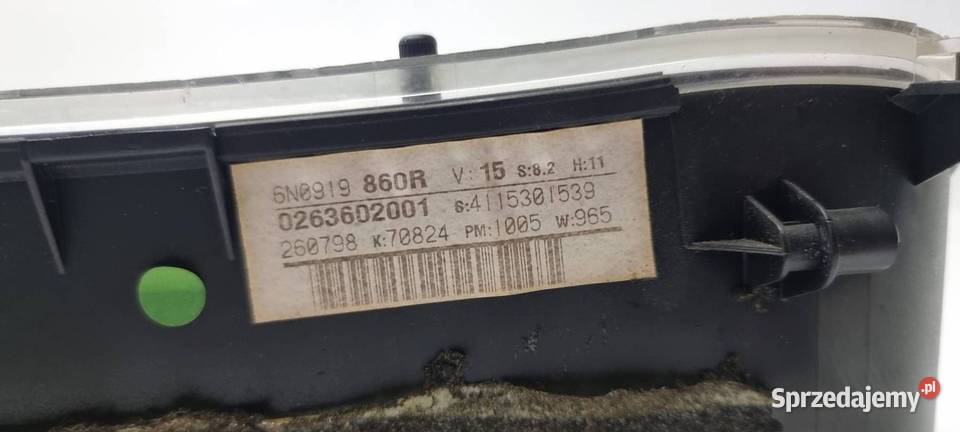 6N0919 860R V: 15 S:8.2 H:11
0263602001 S:4115301539
260798 K:70824 PM:1005 W:965
Sprzedajemy.pl